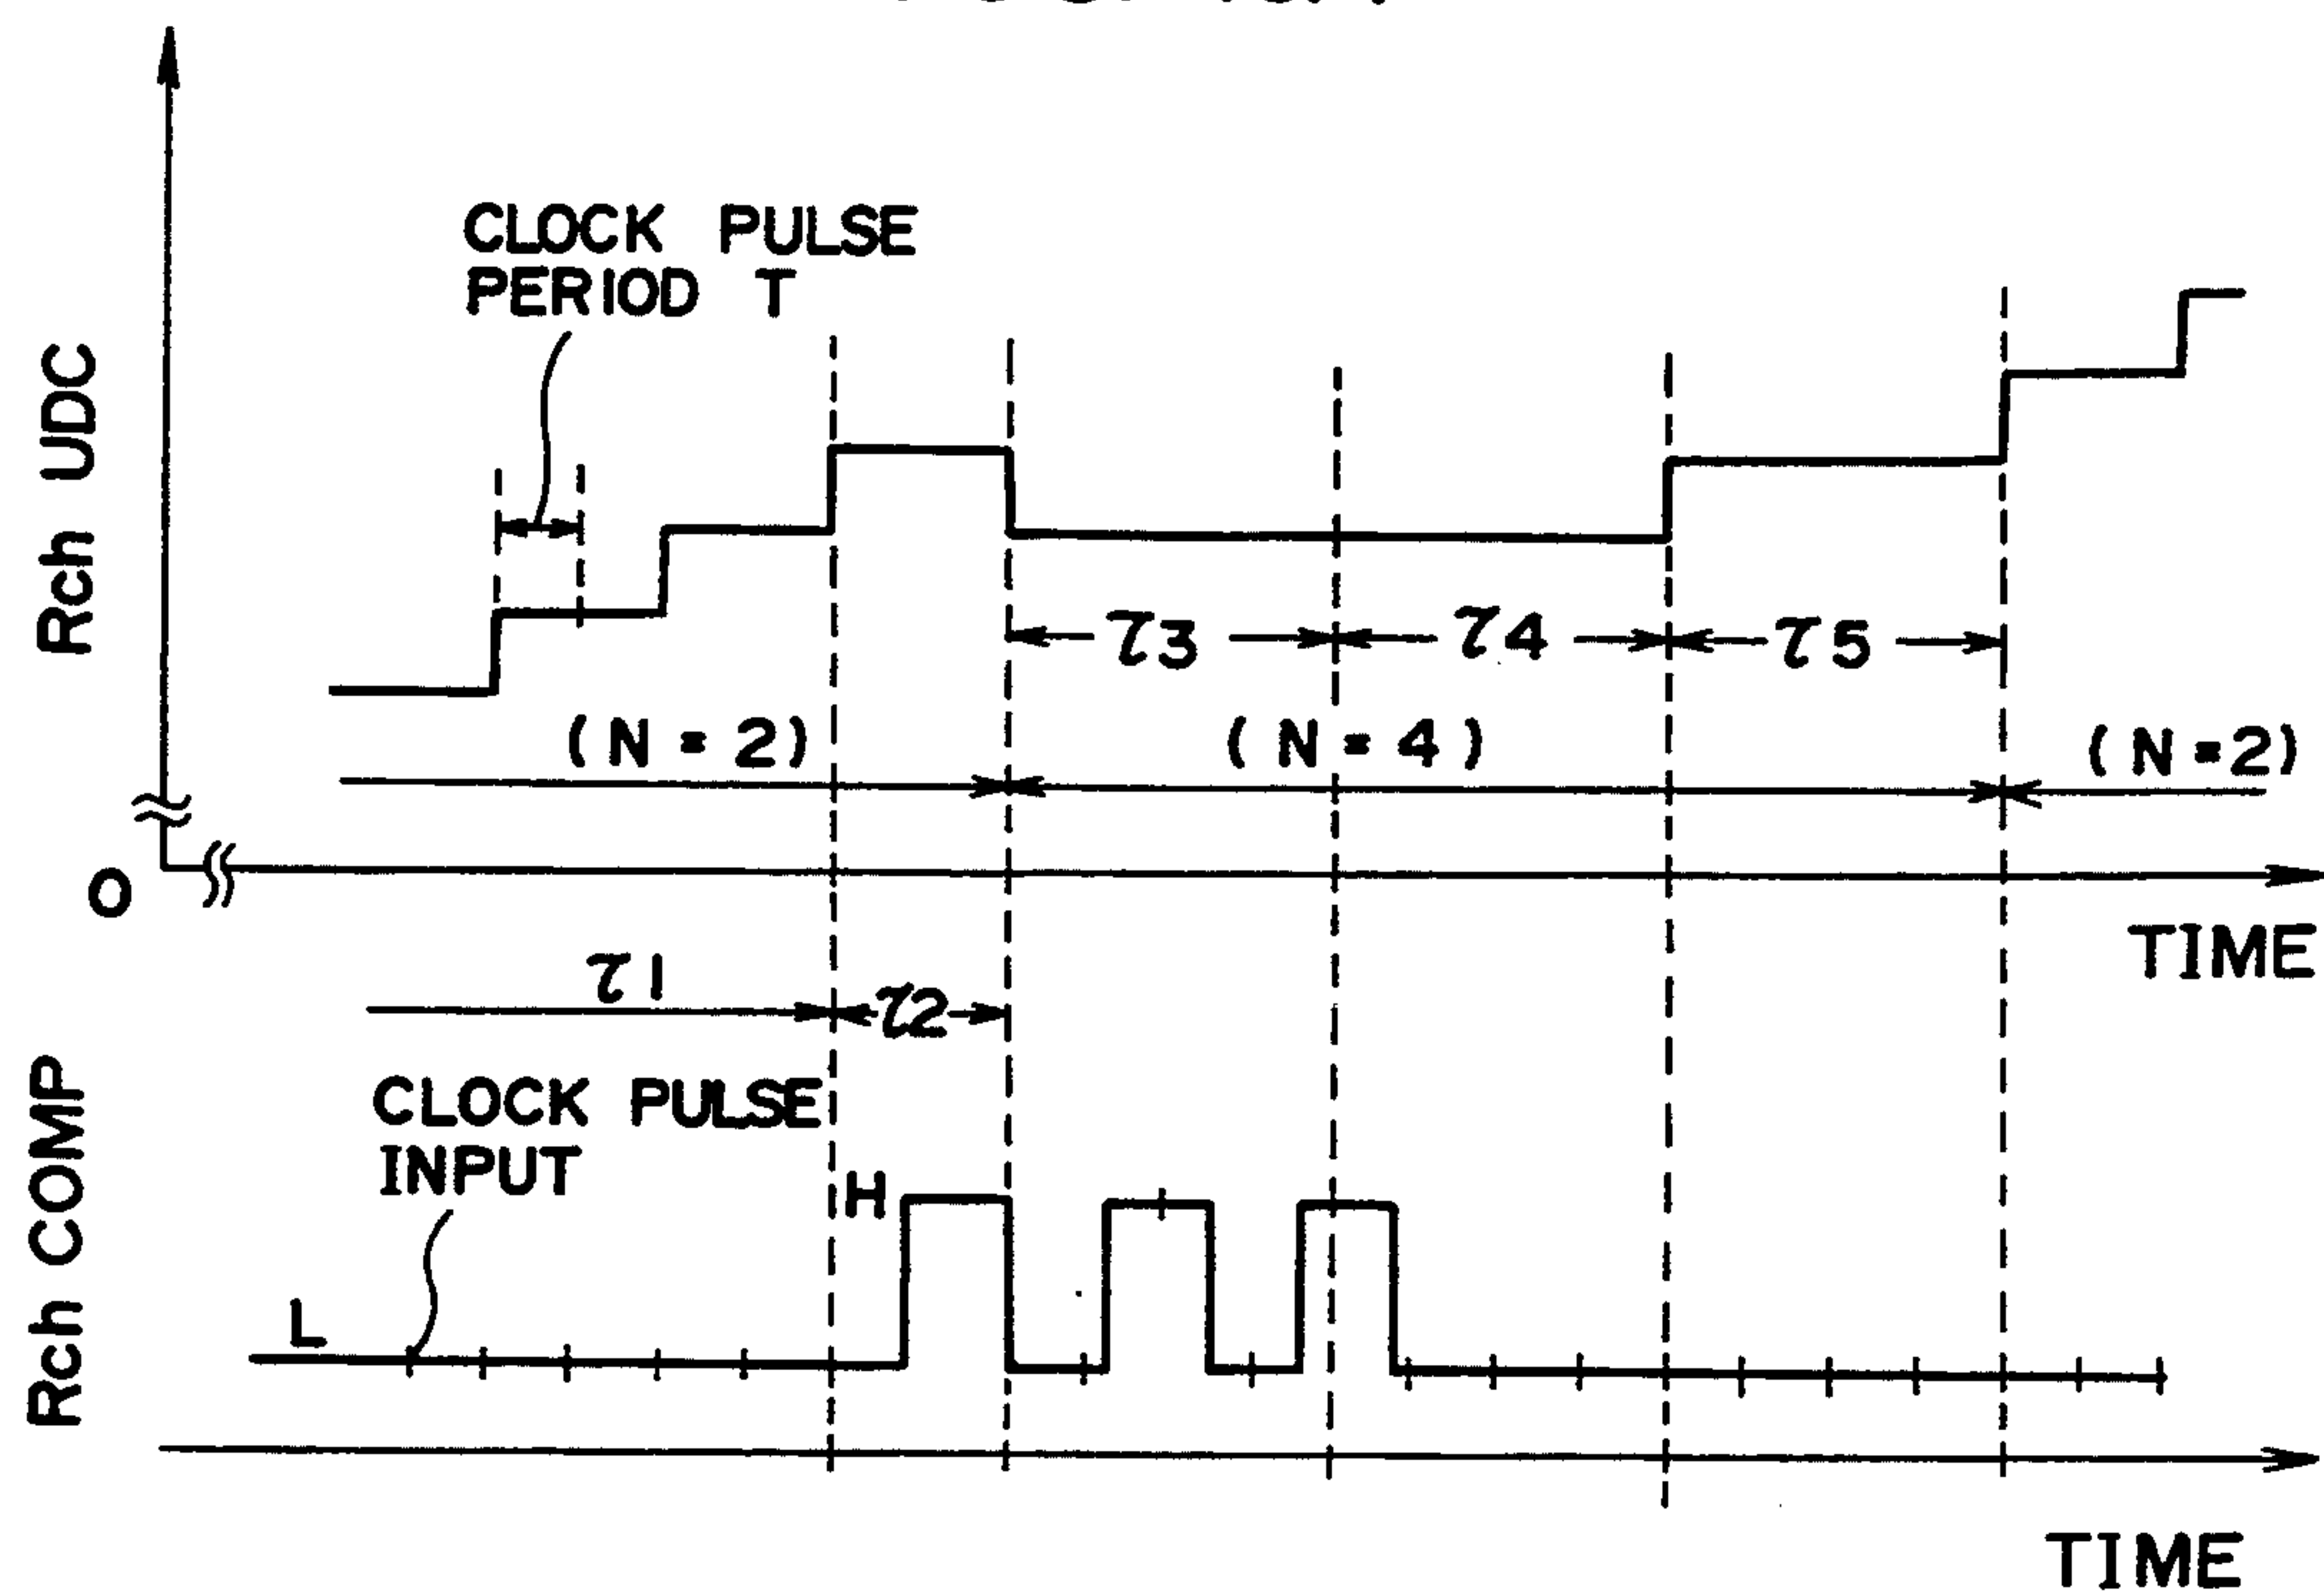 CLOCK PULSE
PERIOD T
Rch UDC
τ3
τ4
τ5
(N=2)
(N=4)
(N=2)
O
TIME
τ1
τ2
CLOCK PULSE
INPUT
H
L
Rch COMP
TIME